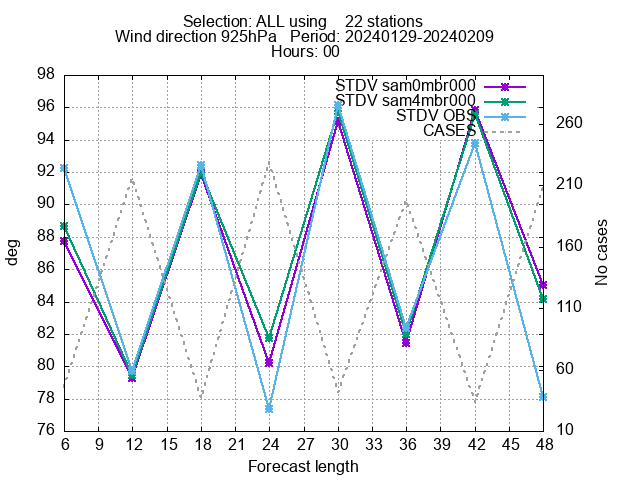 Selection: ALL using    22 stations
Wind direction 925hPa   Period: 20240129-20240209
Hours: 00
STDV sam0mbr000
STDV sam4mbr000
STDV OBS
CASES
98
96
94
92
90
88
86
84
82
80
78
76
deg
260
210
160
110
60
10
No cases
6 9 12 15 18 21 24 27 30 33 36 39 42 45 48
Forecast length